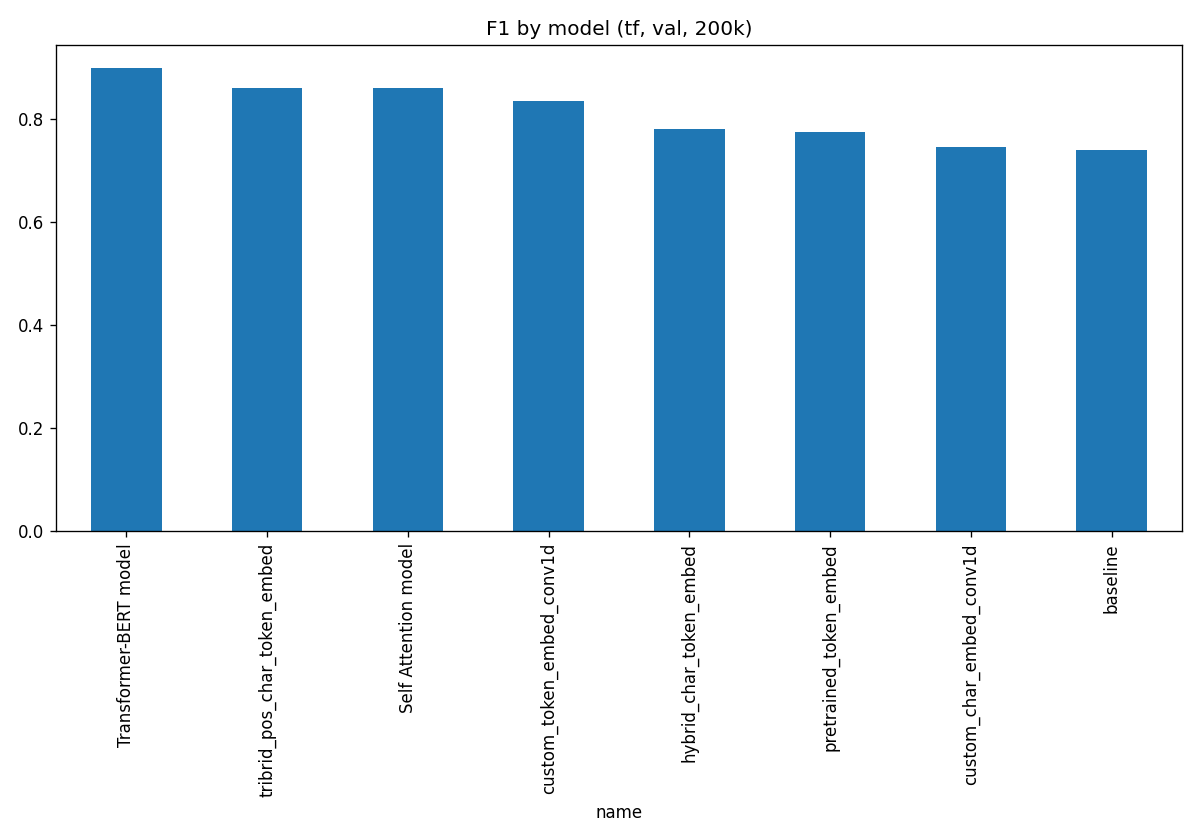 F1 by model (tf, val, 200k)
0.8
0.6
0.4
0.2
0.0
Transformer-BERT model
tribrid_pos_char_token_embed
Self Attention model
custom_token_embed_conv1d
hybrid_char_token_embed
pretrained_token_embed
custom_char_embed_conv1d
baseline
name